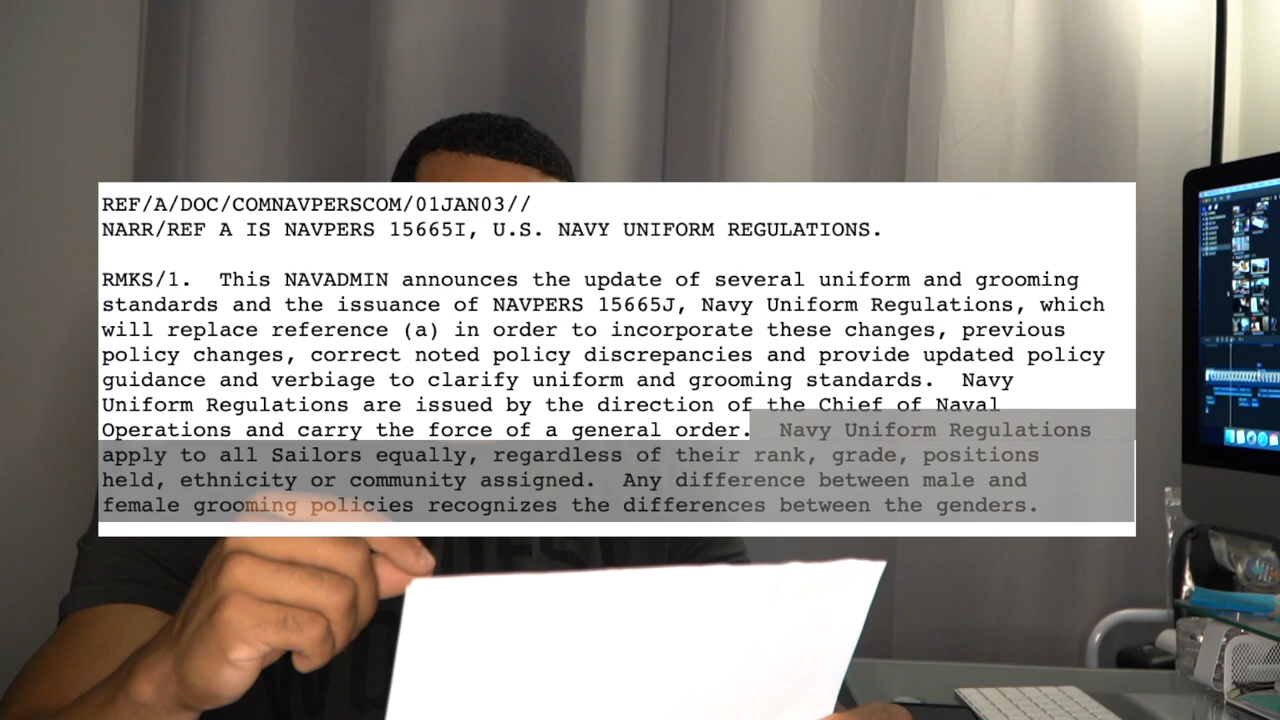 REF/A/DOC/COMNAVPERSCOM/01JAN03//
NARR/REF A IS NAVPERS 15665I, U.S. NAVY UNIFORM REGULATIONS.
RMKS/1.  This NAVADMIN announces the update of several uniform and grooming
standards and the issuance of NAVPERS 15665J, Navy Uniform Regulations, which
will replace reference (a) in order to incorporate these changes, previous
policy changes, correct noted policy discrepancies and provide updated policy
guidance and verbiage to clarify uniform and grooming standards.  Navy
Uniform Regulations are issued by the direction of the Chief of Naval
Operations and carry the force of a general order.  Navy Uniform Regulations
apply to all Sailors equally, regardless of their rank, grade, positions
held, ethnicity or community assigned.  Any difference between male and
female grooming policies recognizes the differences between the genders.